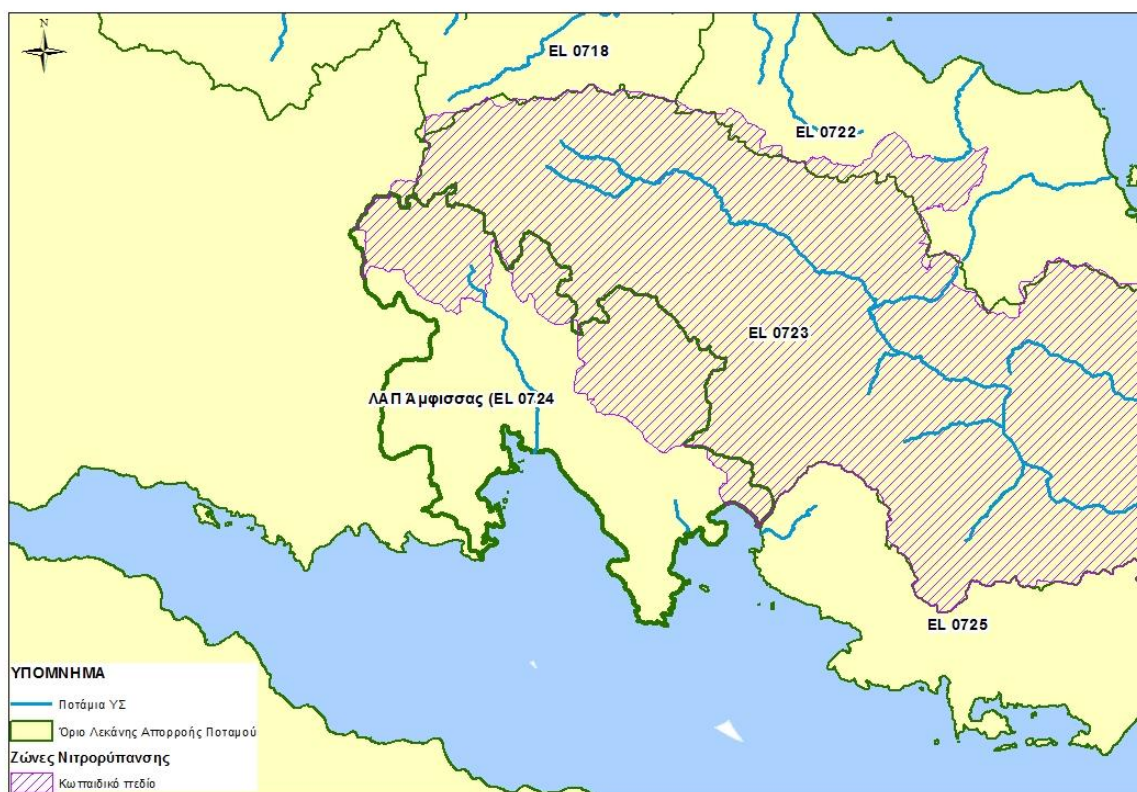 N
EL 0718
EL 0722
EL 0723
ΛΑΠ Άμφισσας (EL 0724
EL 0725
ΥΠΟΜΝΗΜΑ
Ποτάμια ΥΣ
Όριο Λεκάνης Απορροής Ποταμού
Ζώνες Νιτρορύπανσης
Κωπαιδικό πεδίο